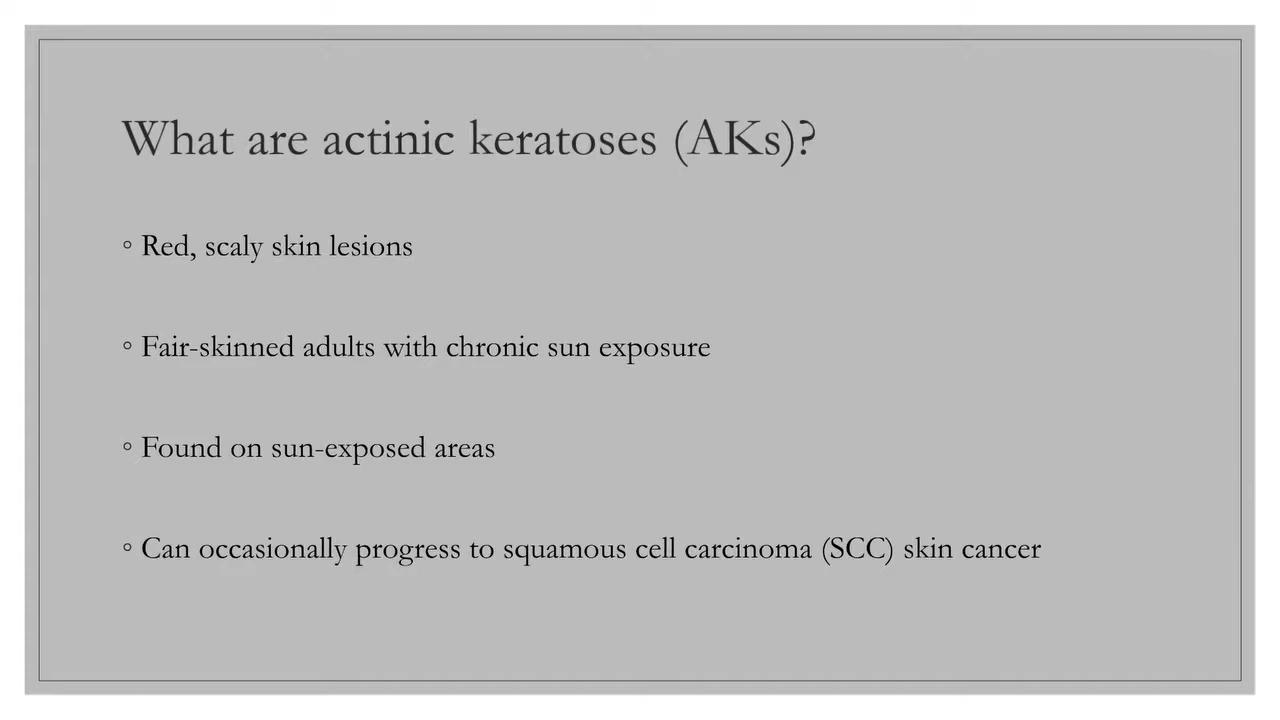 What are actinic keratoses (AKs)?
◦ Red, scaly skin lesions
◦ Fair-skinned adults with chronic sun exposure
◦ Found on sun-exposed areas
◦ Can occasionally progress to squamous cell carcinoma (SCC) skin cancer